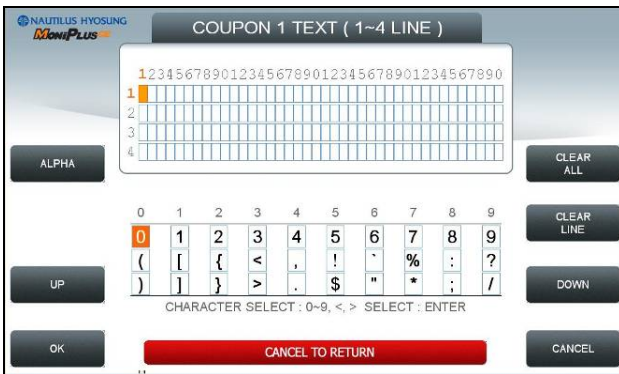 NAUTILUS HYOSUNG
MoniPlus
COUPON 1 TEXT ( 1~4 LINE )
1234567890123456789012345678901234567890
1
2
3
4
ALPHA
CLEAR ALL
0 1 2 3 4 5 6 7 8 9
CLEAR LINE
0 1 2 3 4 5 6 7 8 9
( [ { < , ! ` % : ?
) ] } > . $ " * ; /
UP
DOWN
CHARACTER SELECT : 0~9, <, > SELECT : ENTER
OK
CANCEL TO RETURN
CANCEL